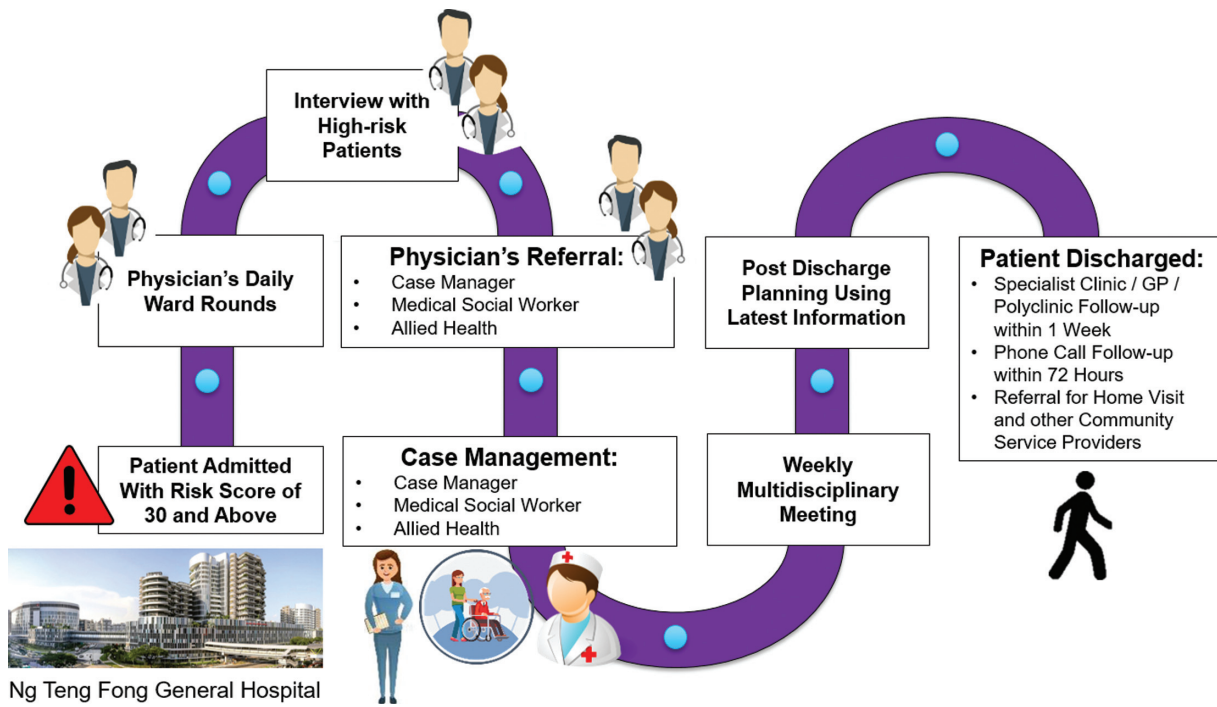 Interview with
High-risk
Patients
Physician's Daily
Ward Rounds
Patient Admitted
With Risk Score of
30 and Above
Ng Teng Fong General Hospital
Physician's Referral:
• Case Manager
• Medical Social Worker
• Allied Health
Case Management:
• Case Manager
• Medical Social Worker
• Allied Health
Weekly
Multidisciplinary
Meeting
Post Discharge
Planning Using
Latest Information
Patient Discharged:
• Specialist Clinic / GP /
Polyclinic Follow-up
within 1 Week
• Phone Call Follow-up
within 72 Hours
• Referral for Home Visit
and other Community
Service Providers